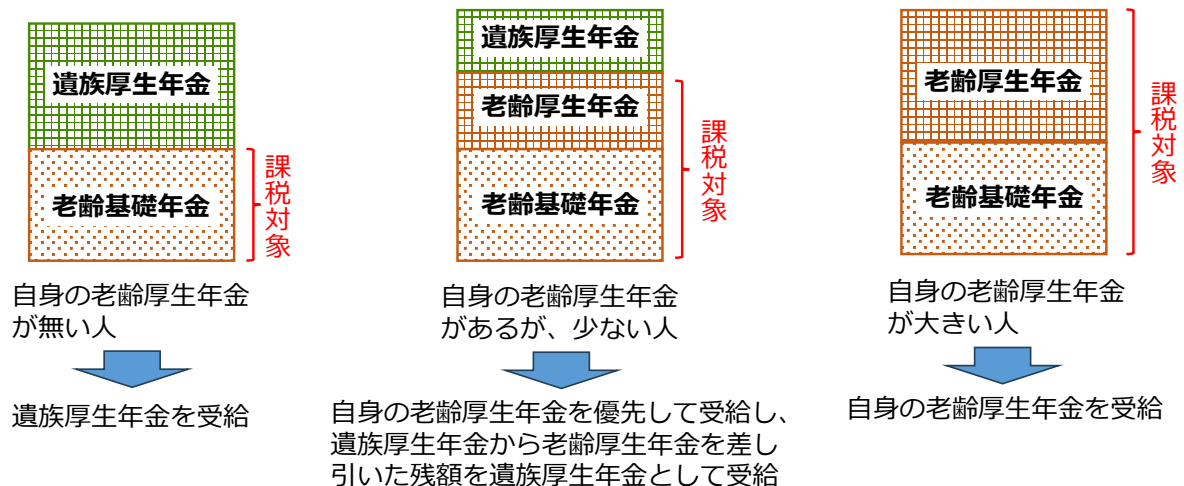 遺族厚生年金
老齢基礎年金
課税対象
自身の老齢厚生年金
が無い人
遺族厚生年金を受給
遺族厚生年金
老齢厚生年金
老齢基礎年金
課税対象
自身の老齢厚生年金
があるが、少ない人
自身の老齢厚生年金を優先して受給し、
遺族厚生年金から老齢厚生年金を差し
引いた残額を遺族厚生年金として受給
老齢厚生年金
老齢基礎年金
課税対象
自身の老齢厚生年金
が大きい人
自身の老齢厚生年金を受給